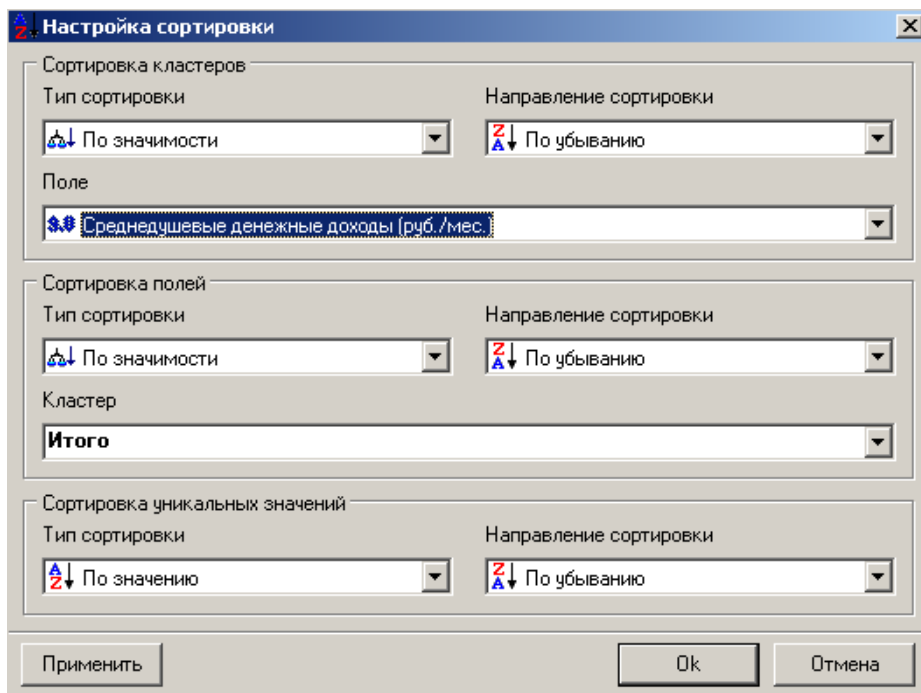 Настройка сортировки
Сортировка кластеров
Тип сортировки Направление сортировки
По значимости По убыванию
Поле
9.0 Среднедушевые денежные доходы (руб./мес.)
Сортировка полей
Тип сортировки Направление сортировки
По значимости По убыванию
Кластер
Итого
Сортировка уникальных значений
Тип сортировки Направление сортировки
По значению По убыванию
Применить Ok Отмена